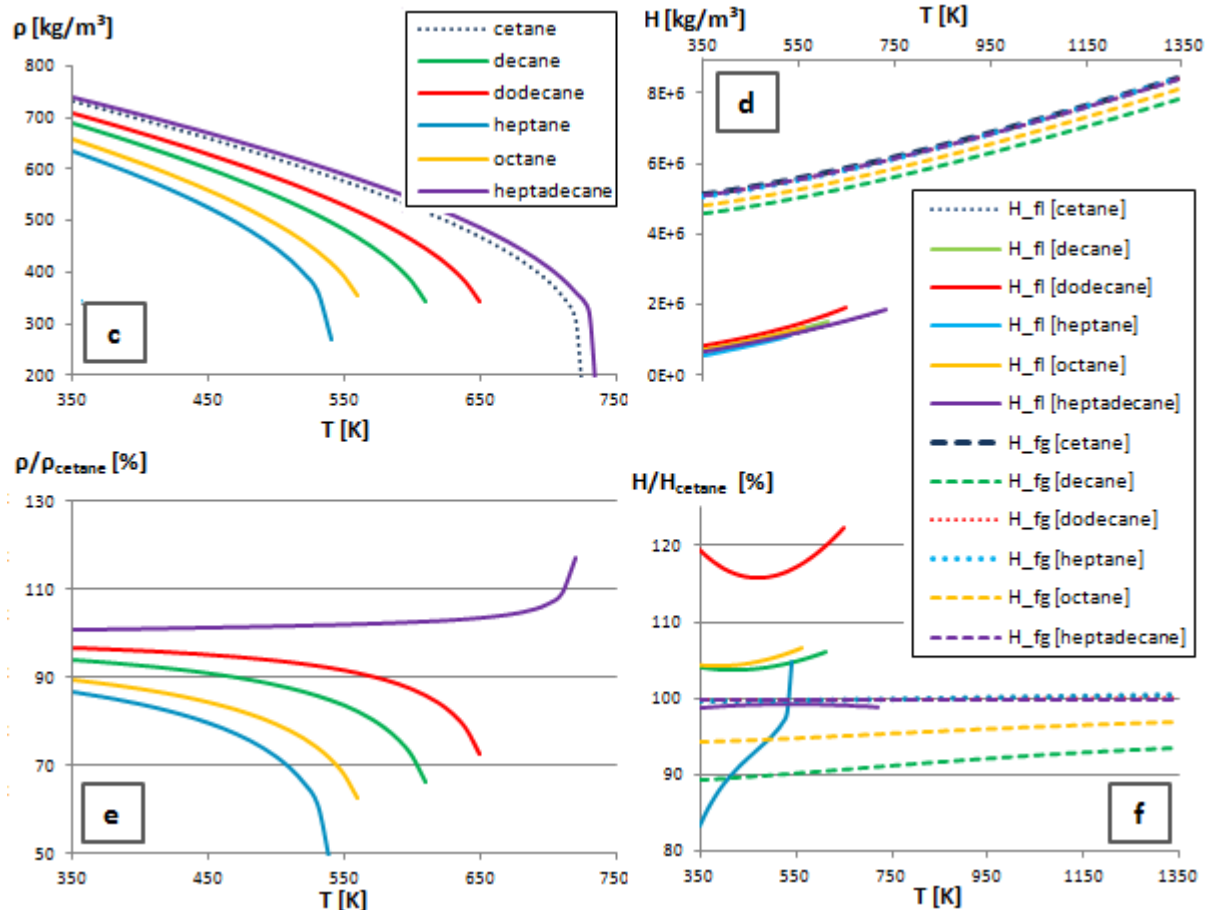 ρ [kg/m³]
800
700
600
500
400
300
200
350
450
550
650
750
T [K]
cetane
decane
dodecane
heptane
octane
heptadecane
c
H [kg/m³]
T [K]
350
550
750
950
1150
1350
8E+6
6E+6
4E+6
2E+6
0E+0
d
H_fl [cetane]
H_fl [decane]
H_fl [dodecane]
H_fl [heptane]
H_fl [octane]
H_fl [heptadecane]
H_fg [cetane]
H_fg [decane]
H_fg [dodecane]
H_fg [heptane]
H_fg [octane]
H_fg [heptadecane]
ρ/ρcetane [%]
130
110
90
70
50
350
450
550
650
750
T [K]
e
H/Hcetane [%]
120
110
100
90
80
350
550
750
950
1150
1350
T [K]
f